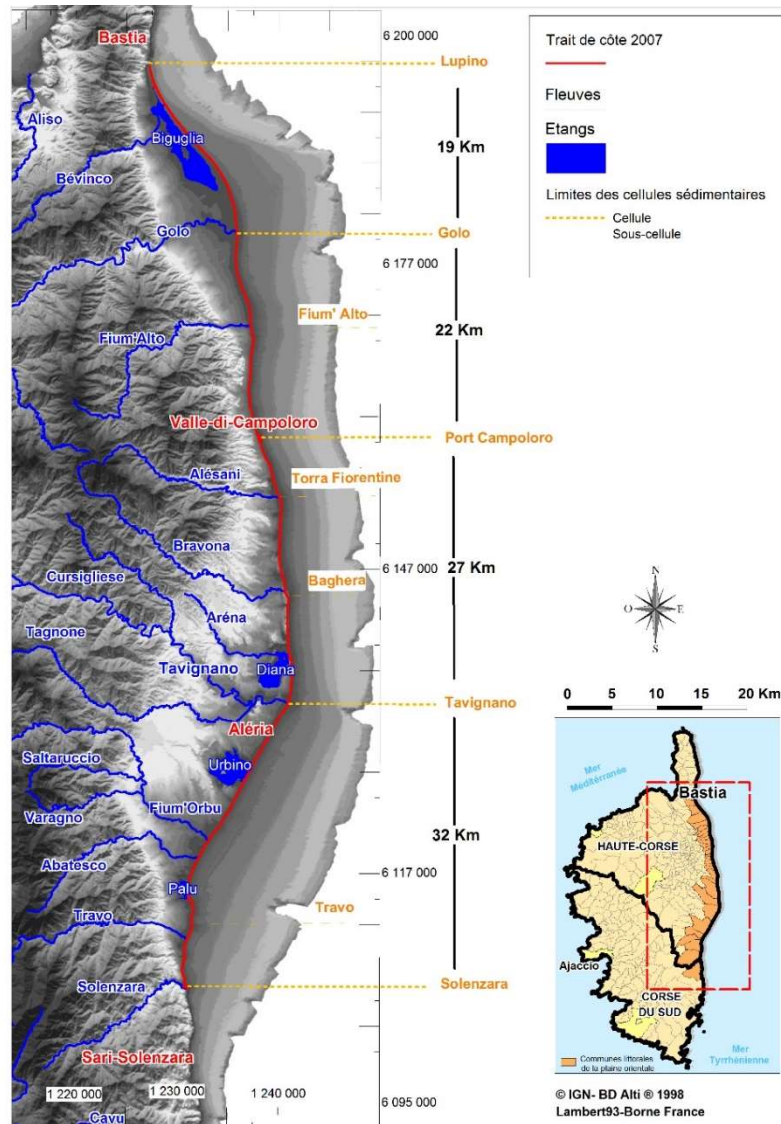 Bastia
6 200 000
Lupino
Aliso
Biguglia
19 Km
Bévinco
Golo
Golo
6 177 000
Fium' Alto
22 Km
Fium'Alto
Valle-di-Campoloro
Port Campoloro
Alésani
Torra Fiorentine
Bravona
6 147 000
27 Km
Cursigliese
Baghera
Aréna
Tagnone
Tavignano
Diana
Tavignano
Aléria
Saltaruccio
Urbino
Varagno
Fium'Orbu
32 Km
Abatesco
6 117 000
Palu
Travo
Travo
Solenzara
Solenzara
Sari-Solenzara
1 220 000
1 230 000
1 240 000
6 095 000
Cavu
Trait de côte 2007
Fleuves
Etangs
Limites des cellules sédimentaires
Cellule
Sous-cellule
N
O
E
S
0 5 10 15 20 Km
Mer
Méditérranée
Bastia
HAUTE-CORSE
Ajaccio
CORSE
DU SUD
Mer
Tyrrhénienne
Communes littorales
de la plaine orientale
© IGN- BD Alti ® 1998
Lambert93-Borne France